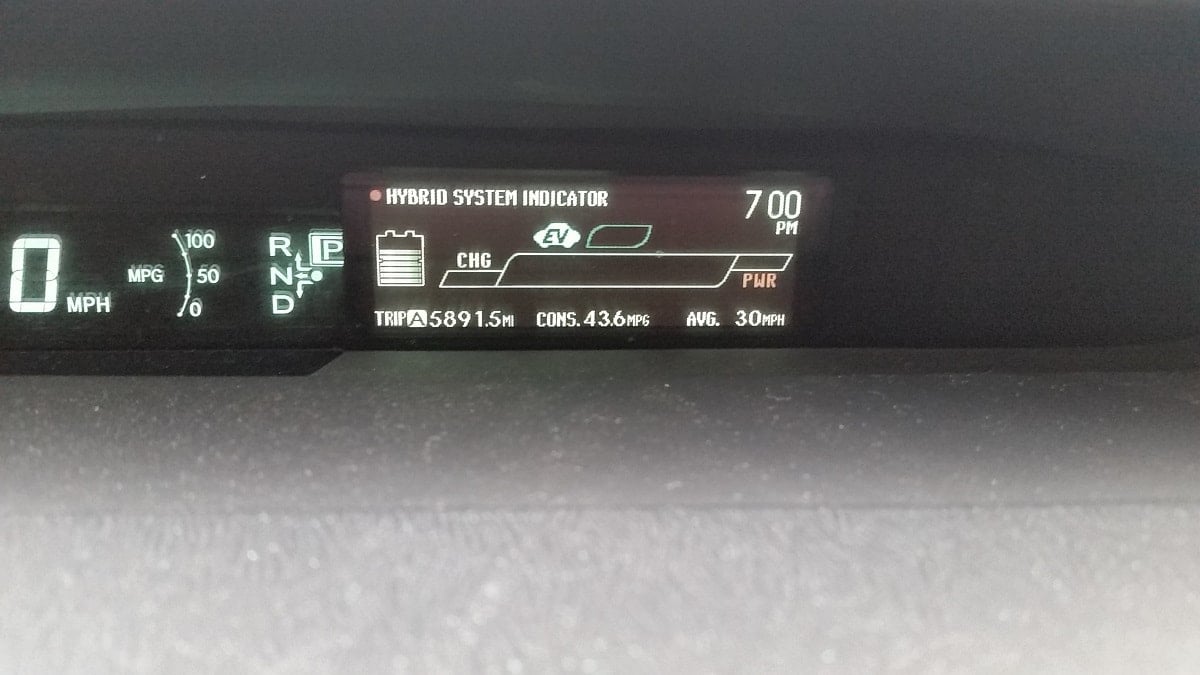 HYBRID SYSTEM INDICATOR
7 00
PM
EV
CHG
PWR
TRIP A 5891.5 MI CONS. 43.6 MPG AVG. 30 MPH
0 MPH
MPG
100
50
0
R
N
D
P